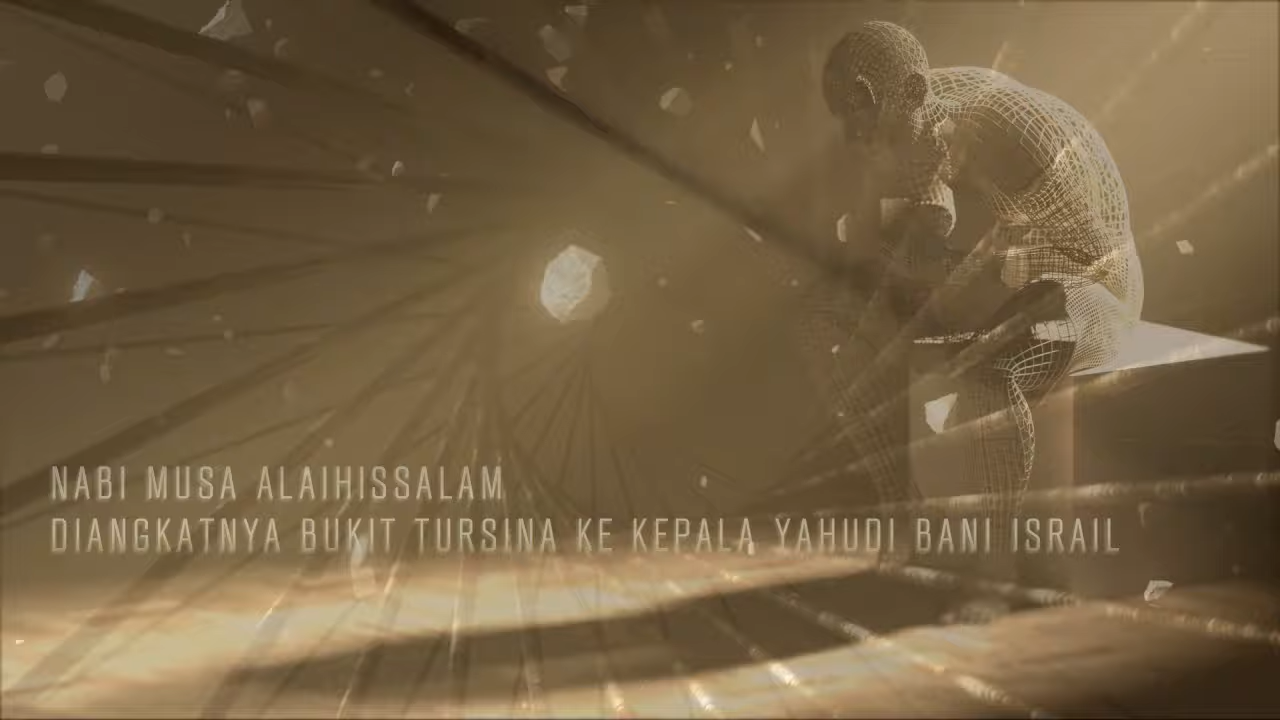 NABI MUSA ALAIHISSALAM
DIANGKATNYA BUKIT TURSINA KE KEPALA YAHUDI BANI ISRAIL